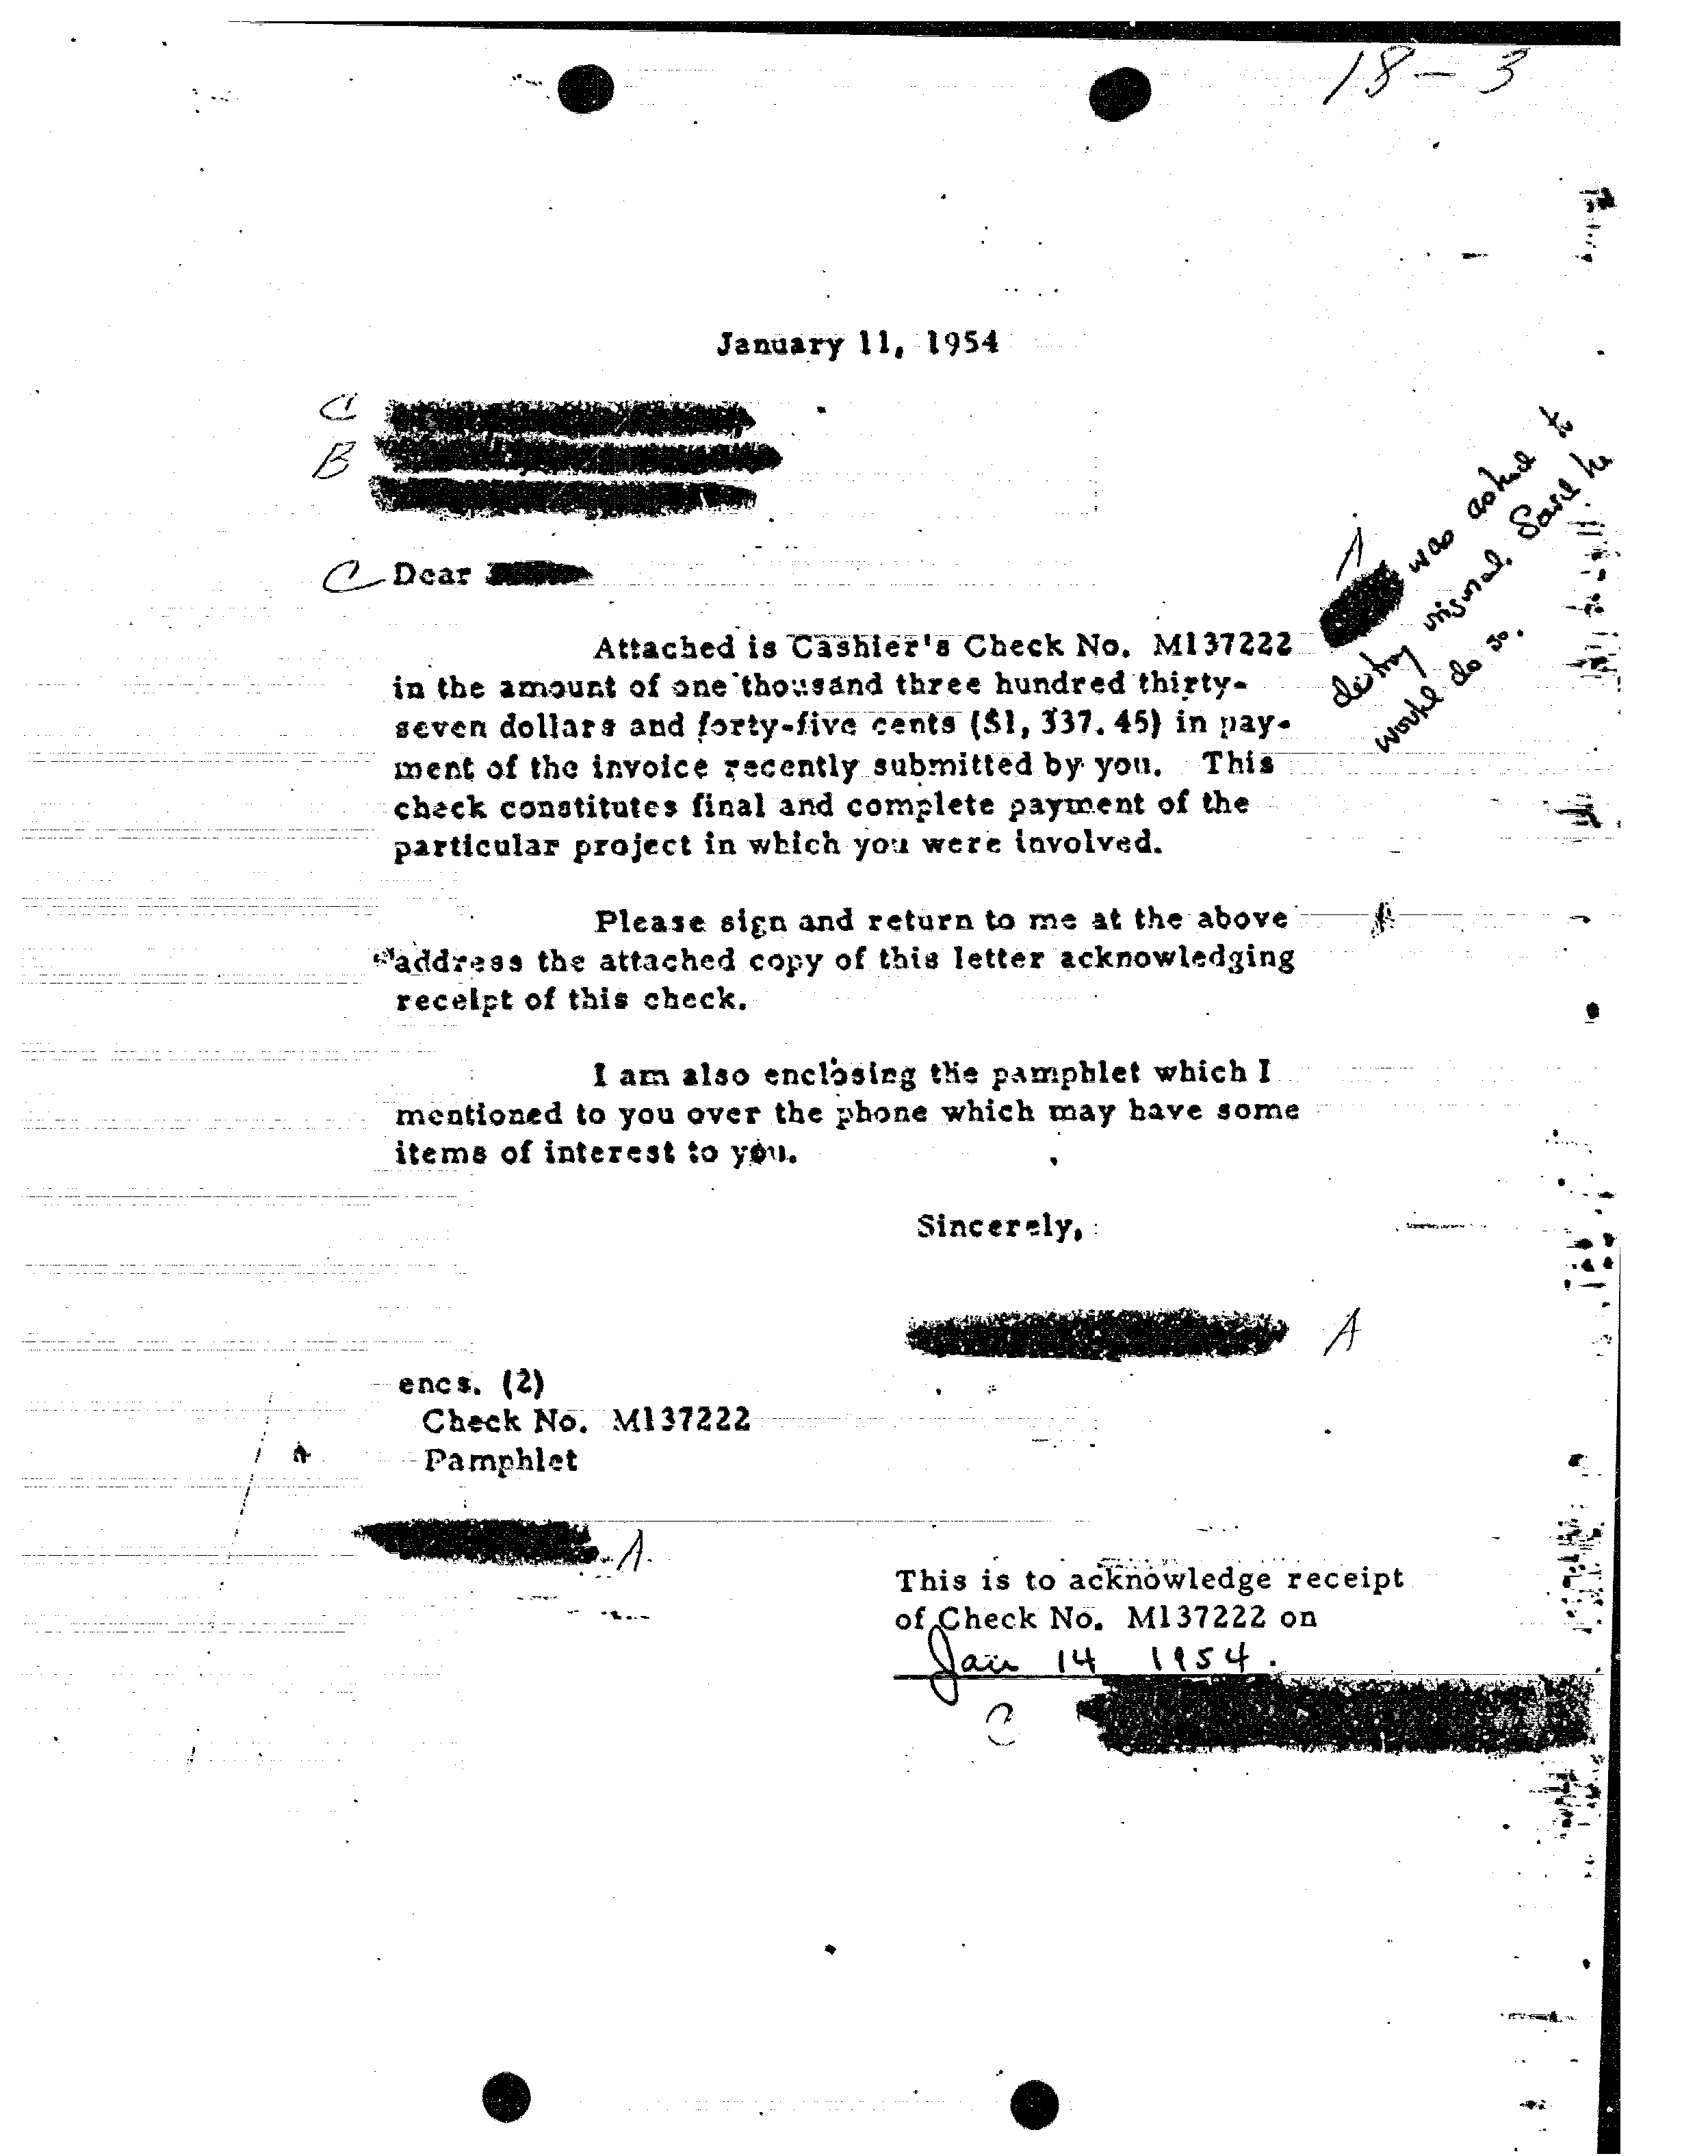 18-3
January 11, 1954
C
B
C Dear
A
was asked to
destroy original. Said he
would do so.
Attached is Cashier's Check No. M137222
in the amount of one thousand three hundred thirty-
seven dollars and forty-five cents ($1,337.45) in pay-
ment of the invoice recently submitted by you. This
check constitutes final and complete payment of the
particular project in which you were involved.
Please sign and return to me at the above
address the attached copy of this letter acknowledging
receipt of this check.
I am also enclosing the pamphlet which I
mentioned to you over the phone which may have some
items of interest to you.
Sincerely,
A
encs. (2)
Check No. M137222
Pamphlet
A
This is to acknowledge receipt
of Check No. M137222 on
Jan 14 1954.
C